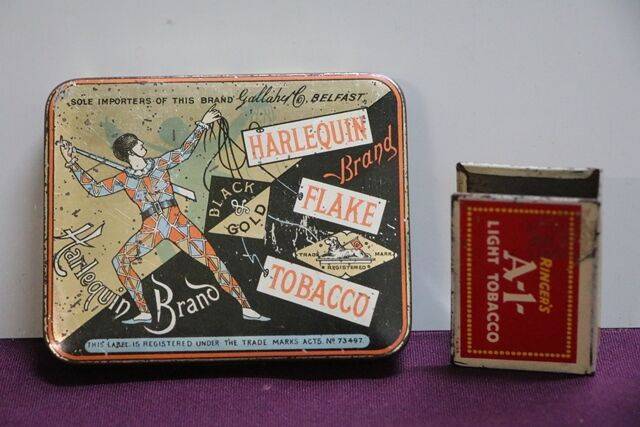 SOLE IMPORTERS OF THIS BRAND Gallaher Co, BELFAST,
HARLEQUIN
Brand
FLAKE
BLACK
&
GOLD
TRADE MARK
REGISTERED
TOBACCO
Harlequin
Brand
THIS LABEL IS REGISTERED UNDER THE TRADE MARKS ACTS. No 73497.
RINGER'S
A-1-
LIGHT TOBACCO